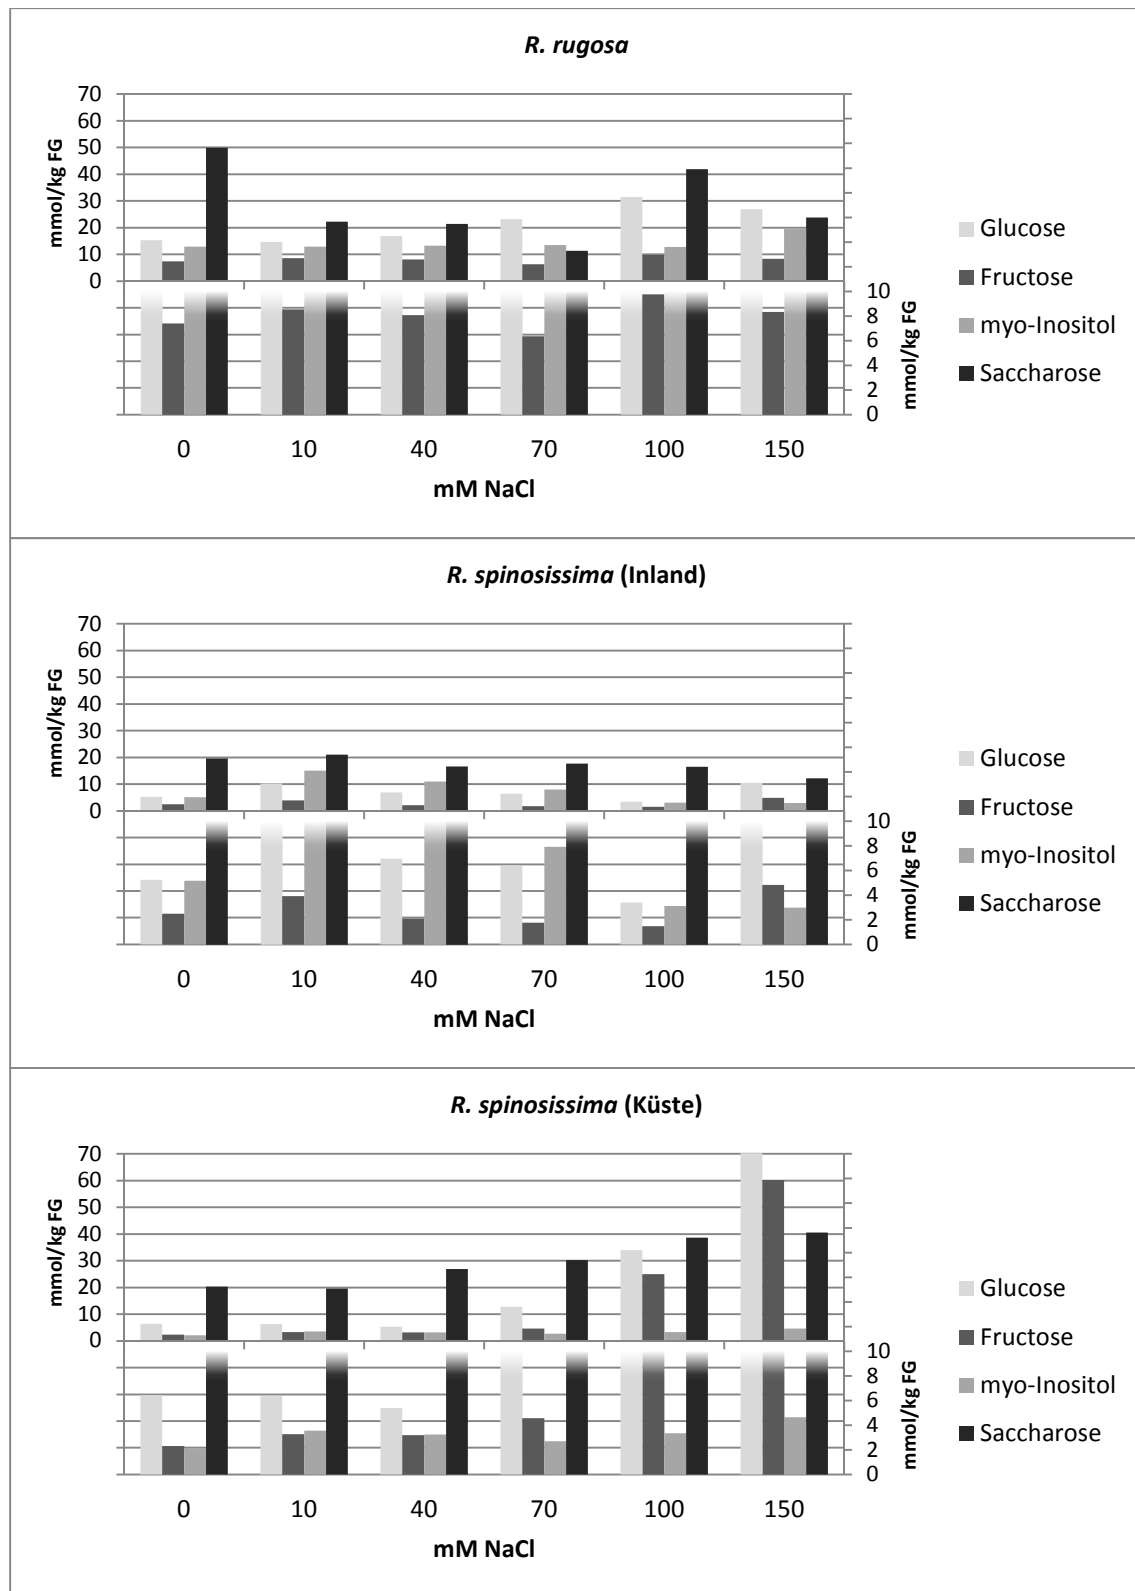 R. rugosa
70
60
50
40
30
20
10
0
mmol/kg FG
10
8
6
4
2
0
mmol/kg FG
0 10 40 70 100 150
mM NaCl
Glucose
Fructose
myo-Inositol
Saccharose
R. spinosissima (Inland)
70
60
50
40
30
20
10
0
mmol/kg FG
10
8
6
4
2
0
mmol/kg FG
0 10 40 70 100 150
mM NaCl
Glucose
Fructose
myo-Inositol
Saccharose
R. spinosissima (Küste)
70
60
50
40
30
20
10
0
mmol/kg FG
10
8
6
4
2
0
mmol/kg FG
0 10 40 70 100 150
mM NaCl
Glucose
Fructose
myo-Inositol
Saccharose